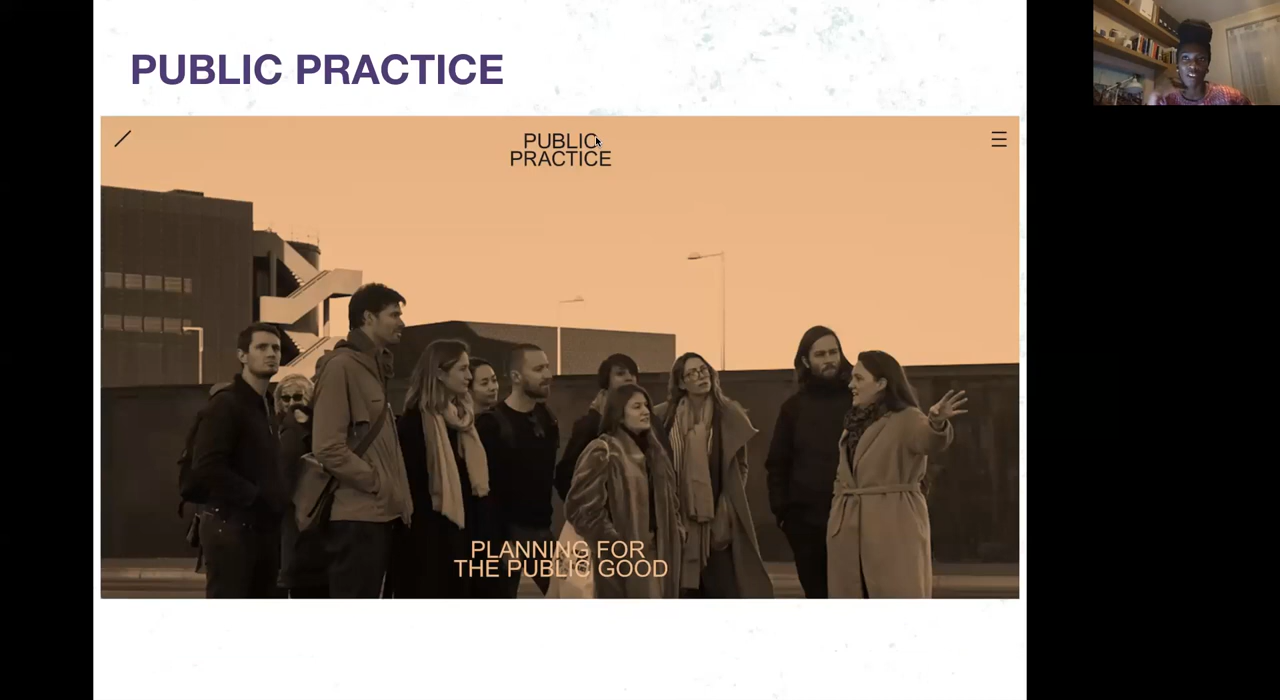 PUBLIC PRACTICE
PUBLIC
PRACTICE
PLANNING FOR
THE PUBLIC GOOD